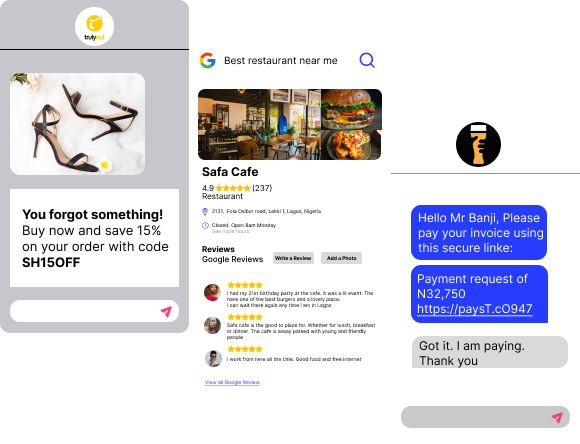 trulyout
You forgot something!
Buy now and save 15%
on your order with code
SH15OFF
Best restaurant near me
Safa Cafe
4.9 (237)
Restaurant
2131, Fola Osibor road, Lekki 1, Lagos, Nigeria
Closed. Open 8am Monday
See more hours
Reviews
Google Reviews
Write a Review
Add a Photo
I had my 21st birthday party at the cafe. It was a lit event. The
have one of the best burgers and a lovely place.
I can wait there again any time I am in Lagos
Safa cafe is the good to place for. Whether for lunch, breakfast
or dinner. The cafe is alway parked with young and friendly
people
I work from here all the time. Good food and free internet
View all Google Review
Hello Mr Banji, Please
pay your invoice using
this secure linke:
Payment request of
N32,750
https://paysT.cO947
Got it. I am paying.
Thank you